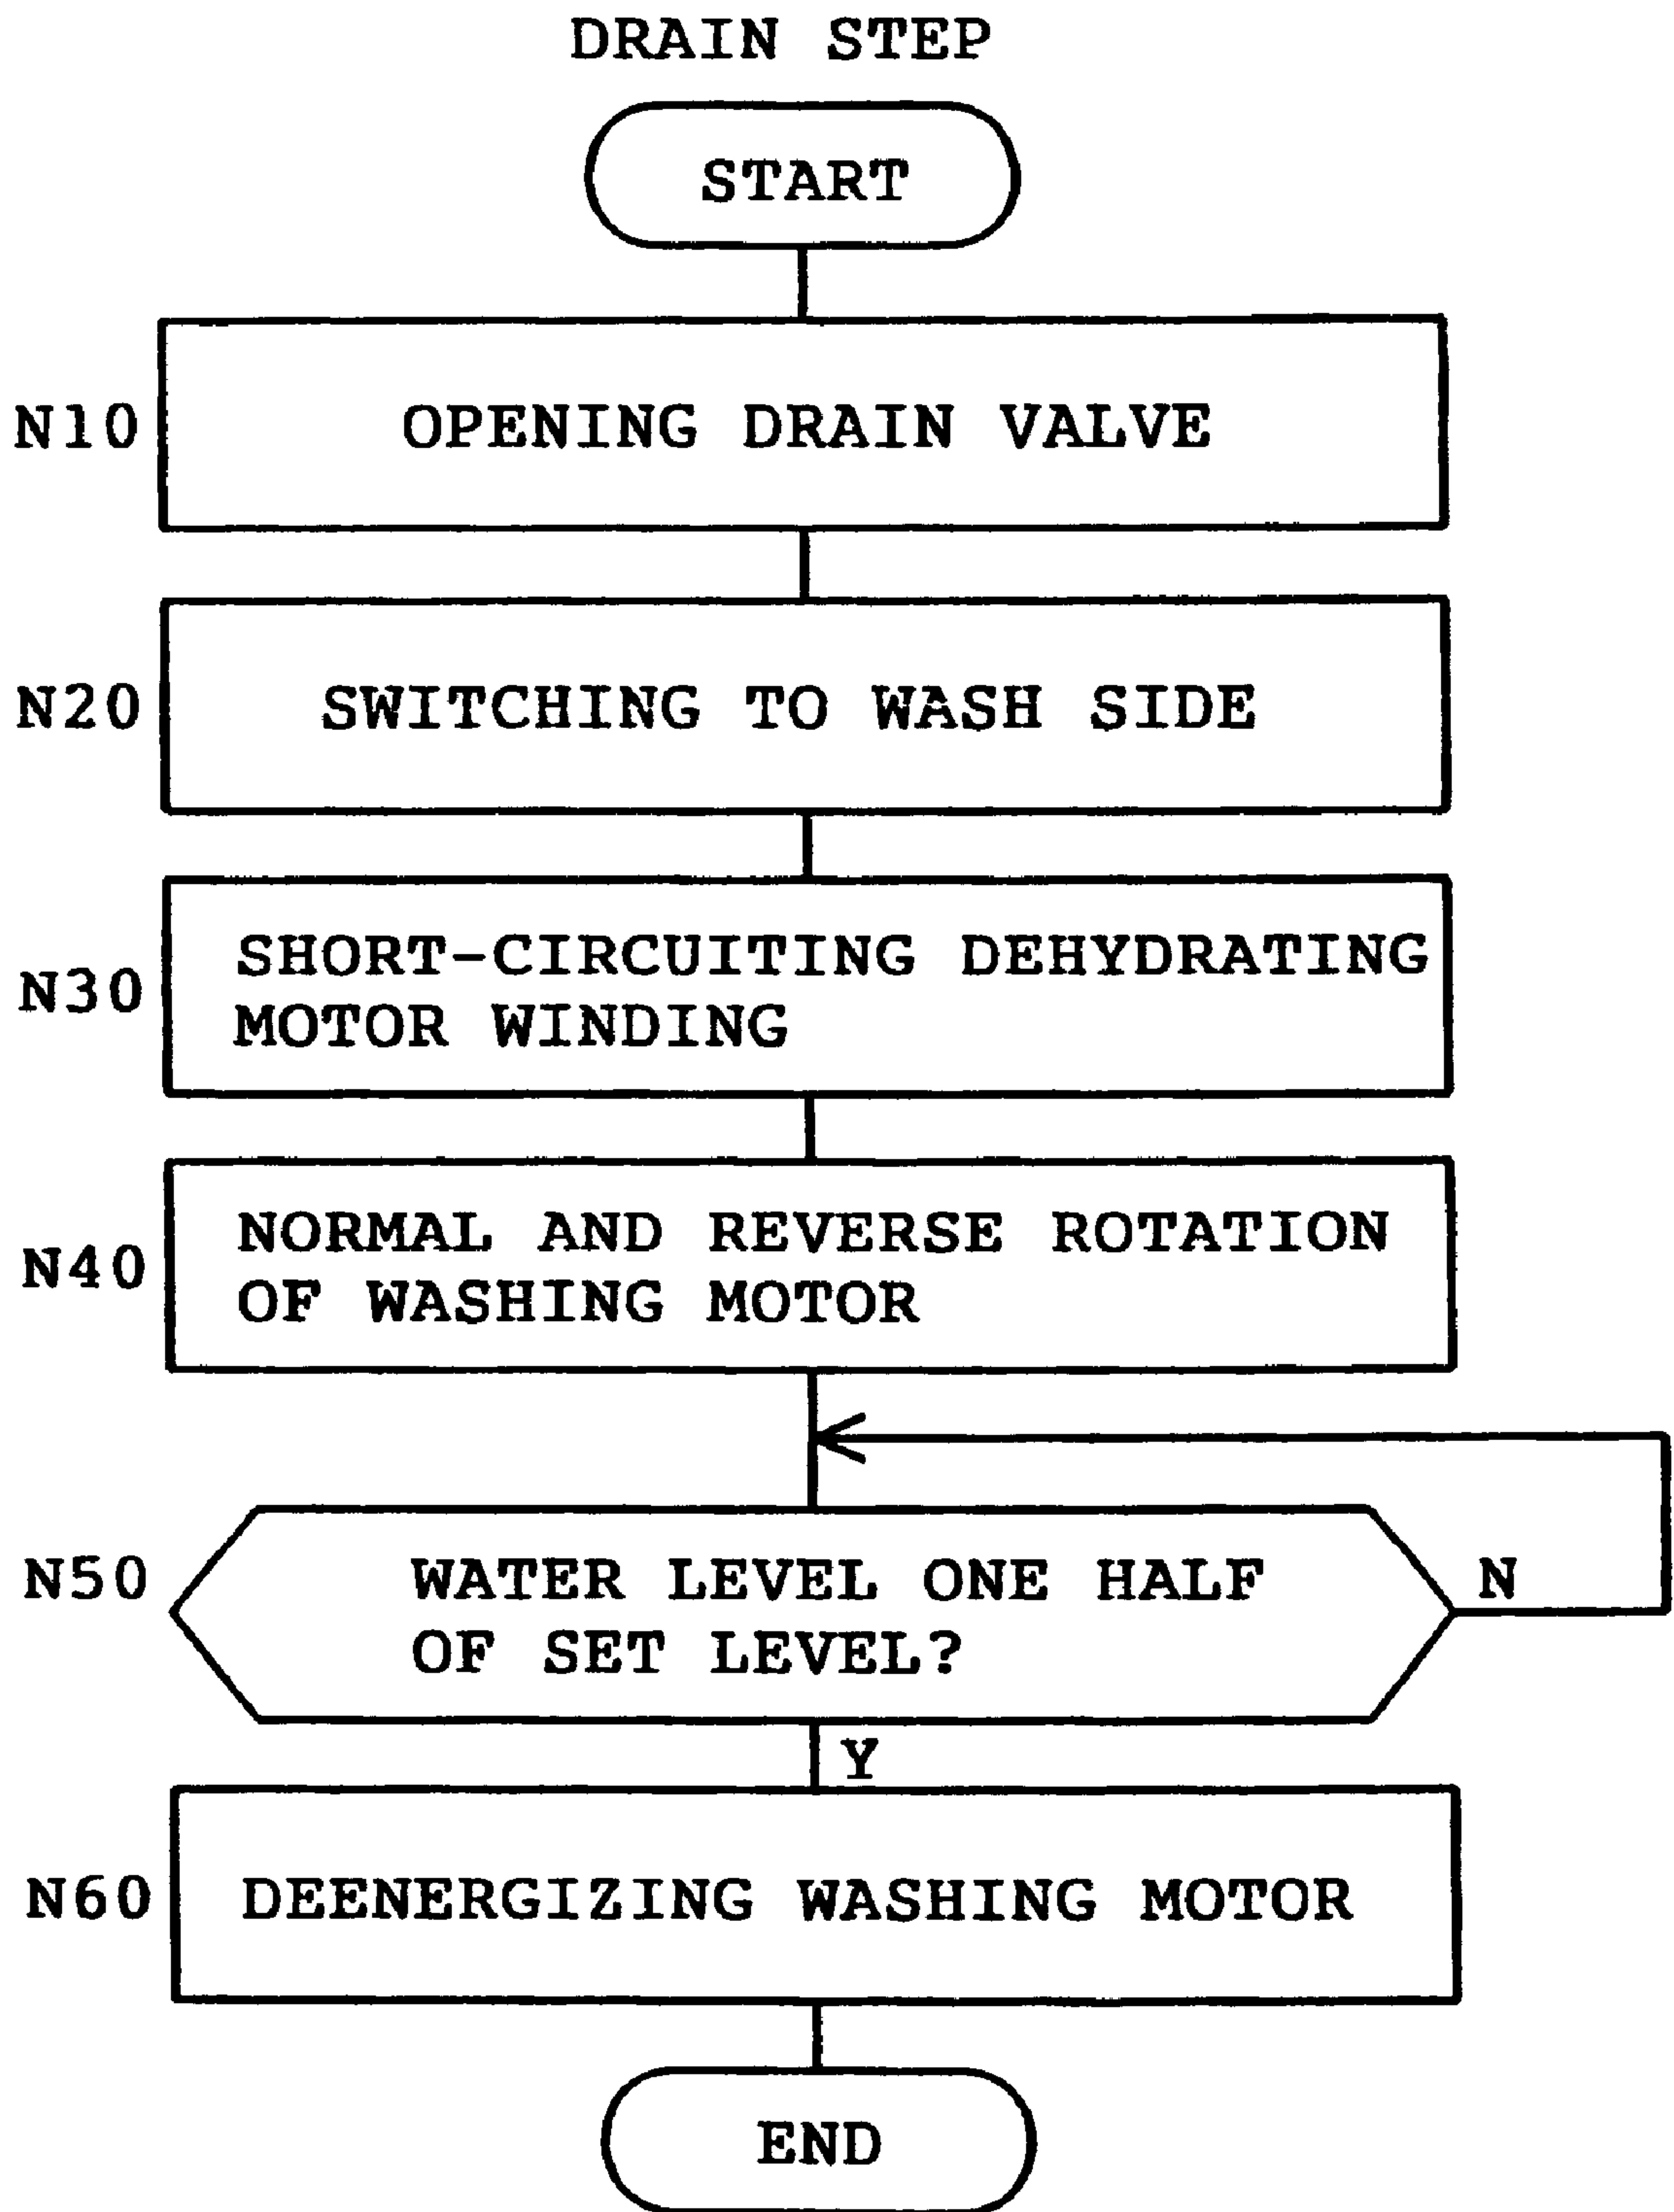 DRAIN STEP
START
N10
OPENING DRAIN VALVE
N20
SWITCHING TO WASH SIDE
N30
SHORT-CIRCUITING DEHYDRATING
MOTOR WINDING
N40
NORMAL AND REVERSE ROTATION
OF WASHING MOTOR
N50
WATER LEVEL ONE HALF
OF SET LEVEL?
N
Y
N60
DEENERGIZING WASHING MOTOR
END